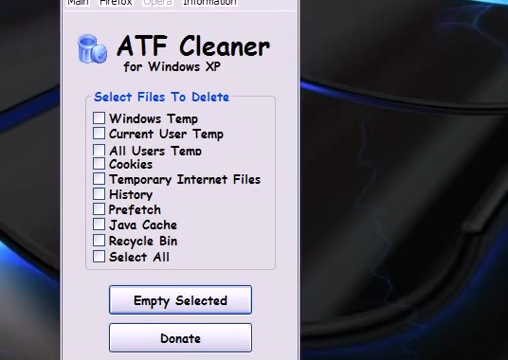 Main Firefox Opera Information
ATF Cleaner
for Windows XP
Select Files To Delete
Windows Temp
Current User Temp
All Users Temp
Cookies
Temporary Internet Files
History
Prefetch
Java Cache
Recycle Bin
Select All
Empty Selected
Donate